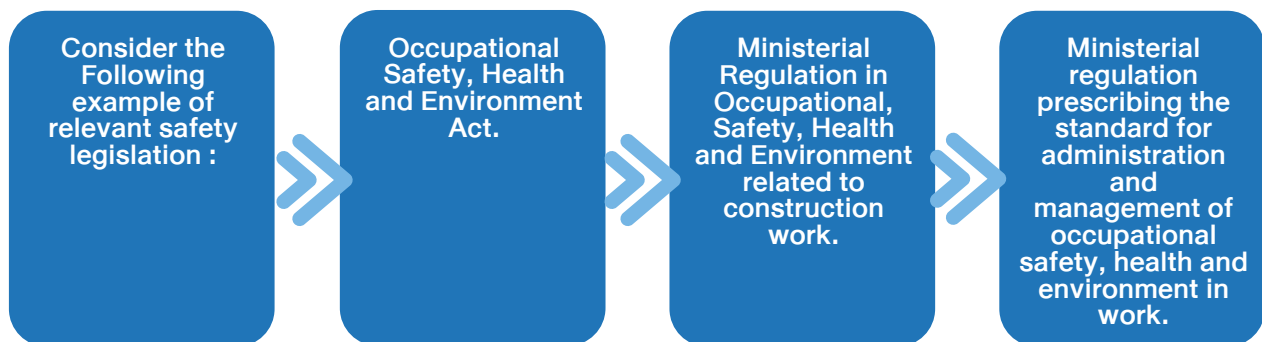 Consider the
Following
example of
relevant safety
legislation :
Occupational
Safety, Health
and Environment
Act.
Ministerial
Regulation in
Occupational,
Safety, Health
and Environment
related to
construction
work.
Ministerial
regulation
prescribing the
standard for
administration
and
management of
occupational
safety, health and
environment in
work.